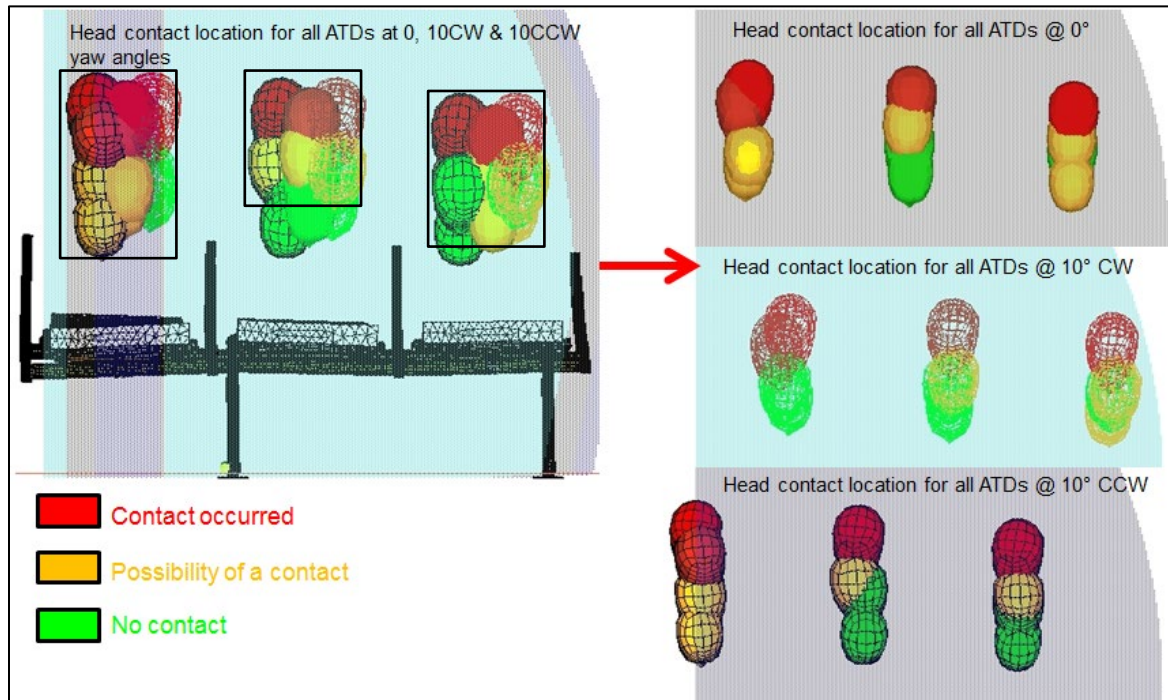 Head contact location for all ATDs at 0, 10CW & 10CCW
yaw angles
Head contact location for all ATDs @ 0°
Head contact location for all ATDs @ 10° CW
Head contact location for all ATDs @ 10° CCW
Contact occurred
Possibility of a contact
No contact